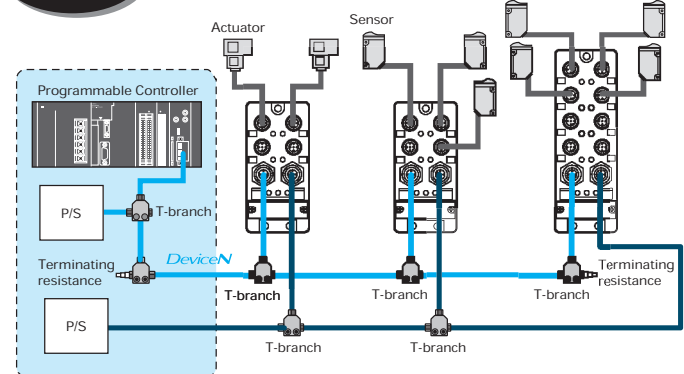 Actuator
Sensor
Programmable Controller
P/S
T-branch
DeviceN
Terminating
resistance
Terminating
resistance
T-branch
T-branch
T-branch
P/S
T-branch
T-branch